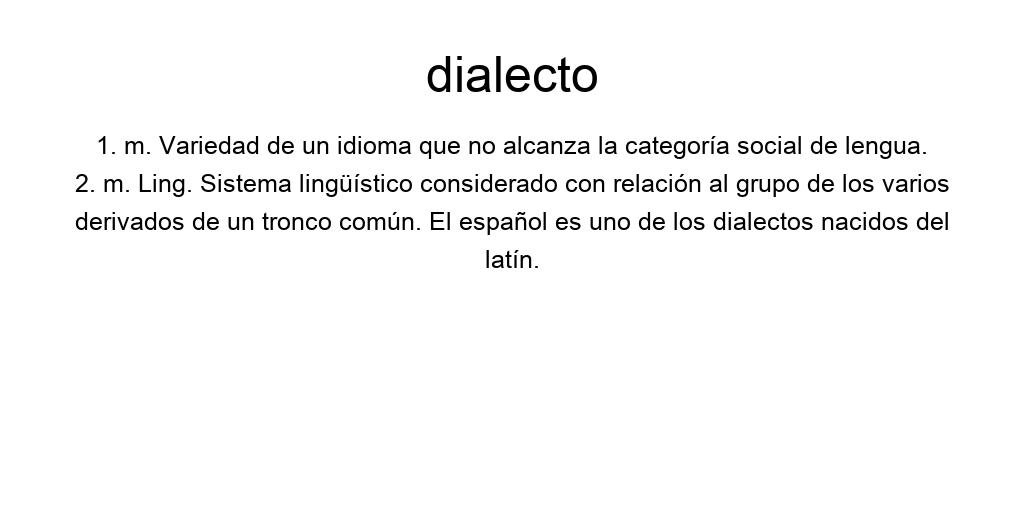 dialecto
1. m. Variedad de un idioma que no alcanza la categoría social de lengua.
2. m. Ling. Sistema lingüístico considerado con relación al grupo de los varios
derivados de un tronco común. El español es uno de los dialectos nacidos del
latín.